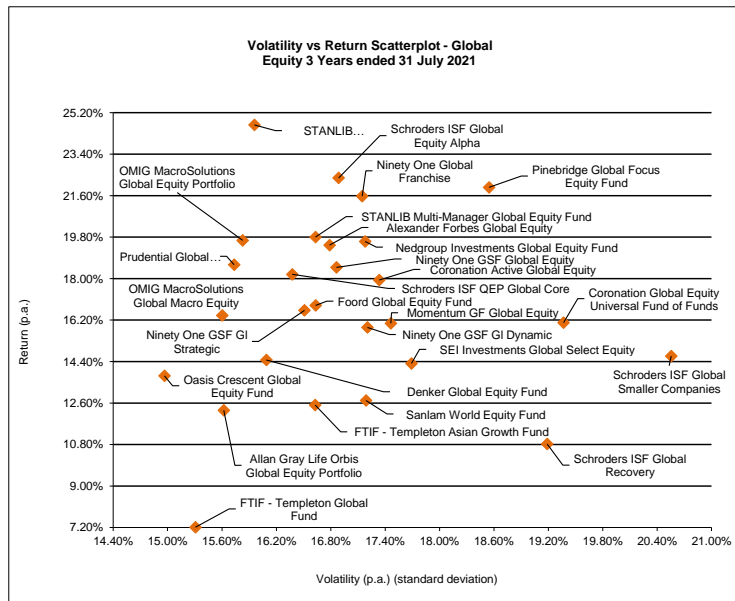 Volatility vs Return Scatterplot - Global
Equity 3 Years ended 31 July 2021
25.20%
23.40%
21.60%
19.80%
18.00%
16.20%
14.40%
12.60%
10.80%
9.00%
7.20%
Return (p.a.)
STANLIB...
Schroders ISF Global
Equity Alpha
Ninety One Global
Franchise
Pinebridge Global Focus
Equity Fund
OMIG MacroSolutions
Global Equity Portfolio
STANLIB Multi-Manager Global Equity Fund
Alexander Forbes Global Equity
Prudential Global...
Nedgroup Investments Global Equity Fund
Ninety One GSF Global Equity
Coronation Active Global Equity
OMIG MacroSolutions
Global Macro Equity
Schroders ISF QEP Global Core
Foord Global Equity Fund
Momentum GF Global Equity
Coronation Global Equity
Universal Fund of Funds
Ninety One GSF Gl
Strategic
Ninety One GSF Gl Dynamic
SEI Investments Global Select Equity
Oasis Crescent Global
Equity Fund
Denker Global Equity Fund
Schroders ISF Global
Smaller Companies
Sanlam World Equity Fund
FTIF - Templeton Asian Growth Fund
Allan Gray Life Orbis
Global Equity Portfolio
Schroders ISF Global
Recovery
FTIF - Templeton Global
Fund
14.40% 15.00% 15.60% 16.20% 16.80% 17.40% 18.00% 18.60% 19.20% 19.80% 20.40% 21.00%
Volatility (p.a.) (standard deviation)